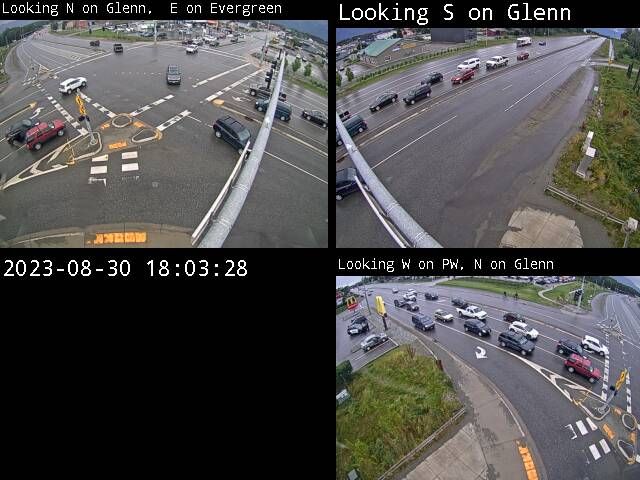 Looking N on Glenn,  E on Evergreen
Looking S on Glenn
2023-08-30 18:03:28
Looking W on PW, N on Glenn